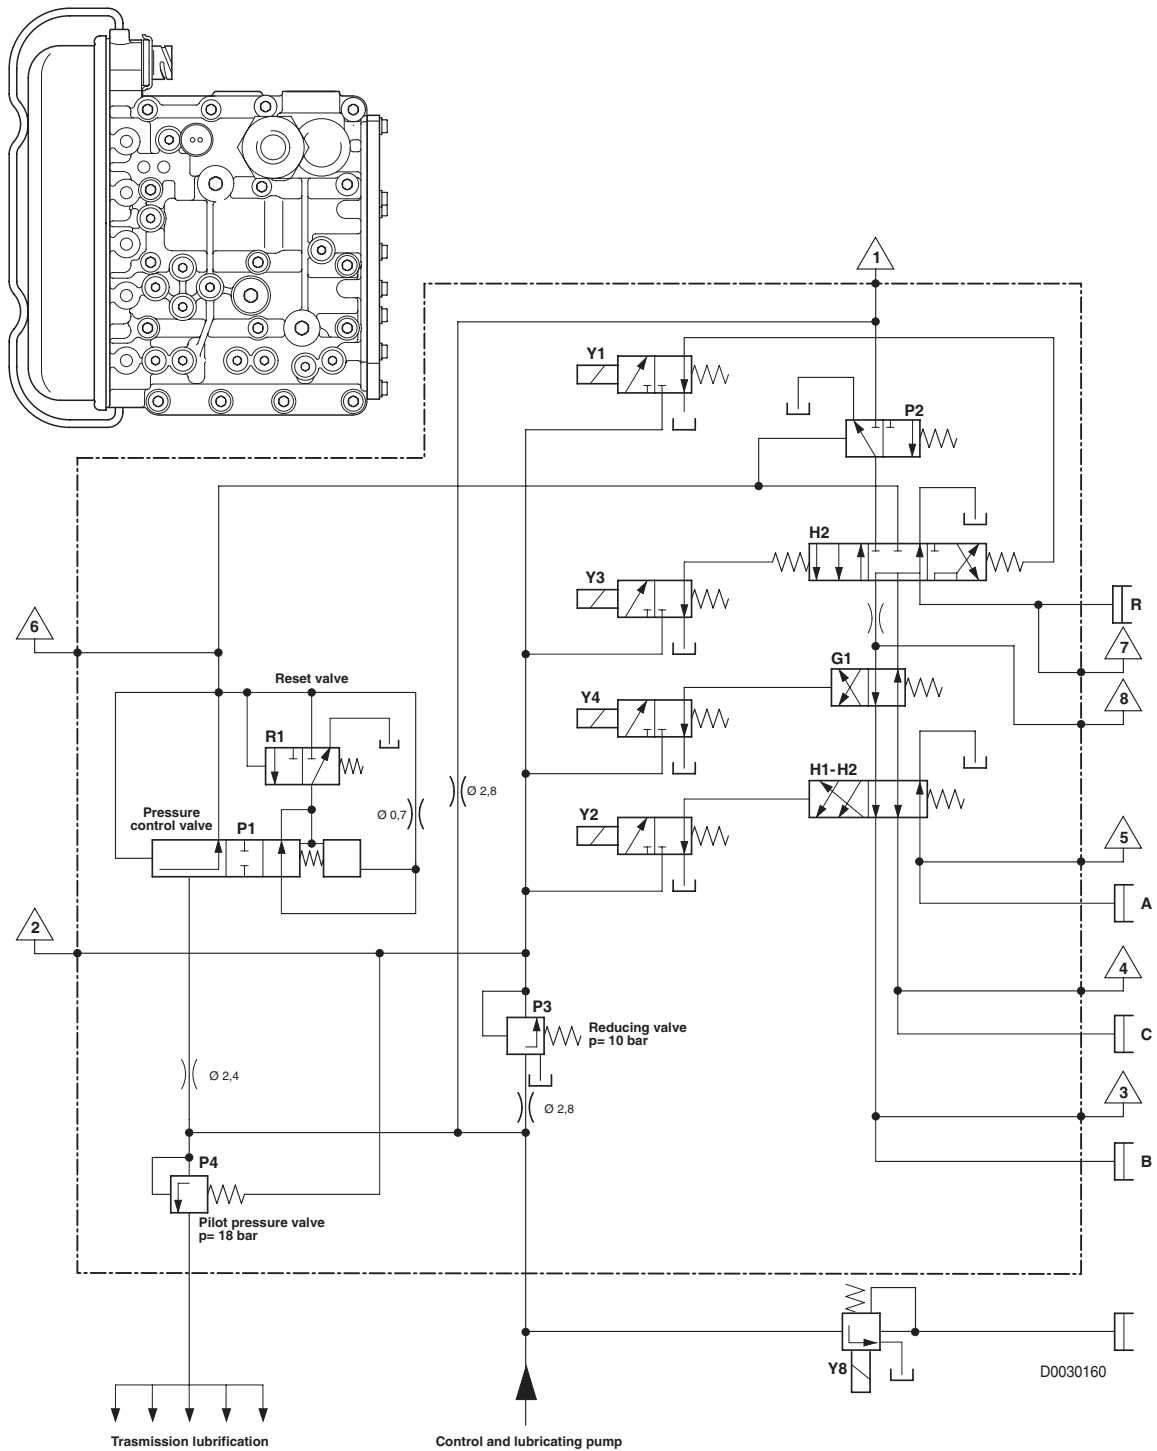 1
Y1
P2
H2
Y3
R
6
7
G1
Reset valve
Y4
8
R1
H1-H2
Ø 2,8
Pressure
control valve
P1
Ø 0,7
Y2
5
A
2
4
P3
Reducing valve
p= 10 bar
C
Ø 2,4
3
Ø 2,8
P4
B
Pilot pressure valve
p= 18 bar
Y8
D0030160
Trasmission lubrification
Control and lubricating pump